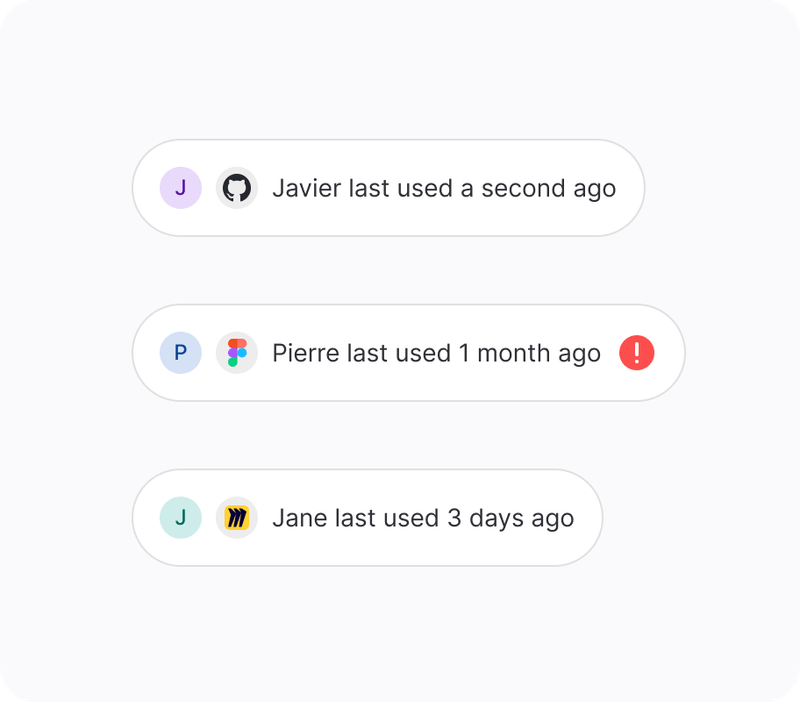 J Javier last used a second ago
P Pierre last used 1 month ago !
J Jane last used 3 days ago